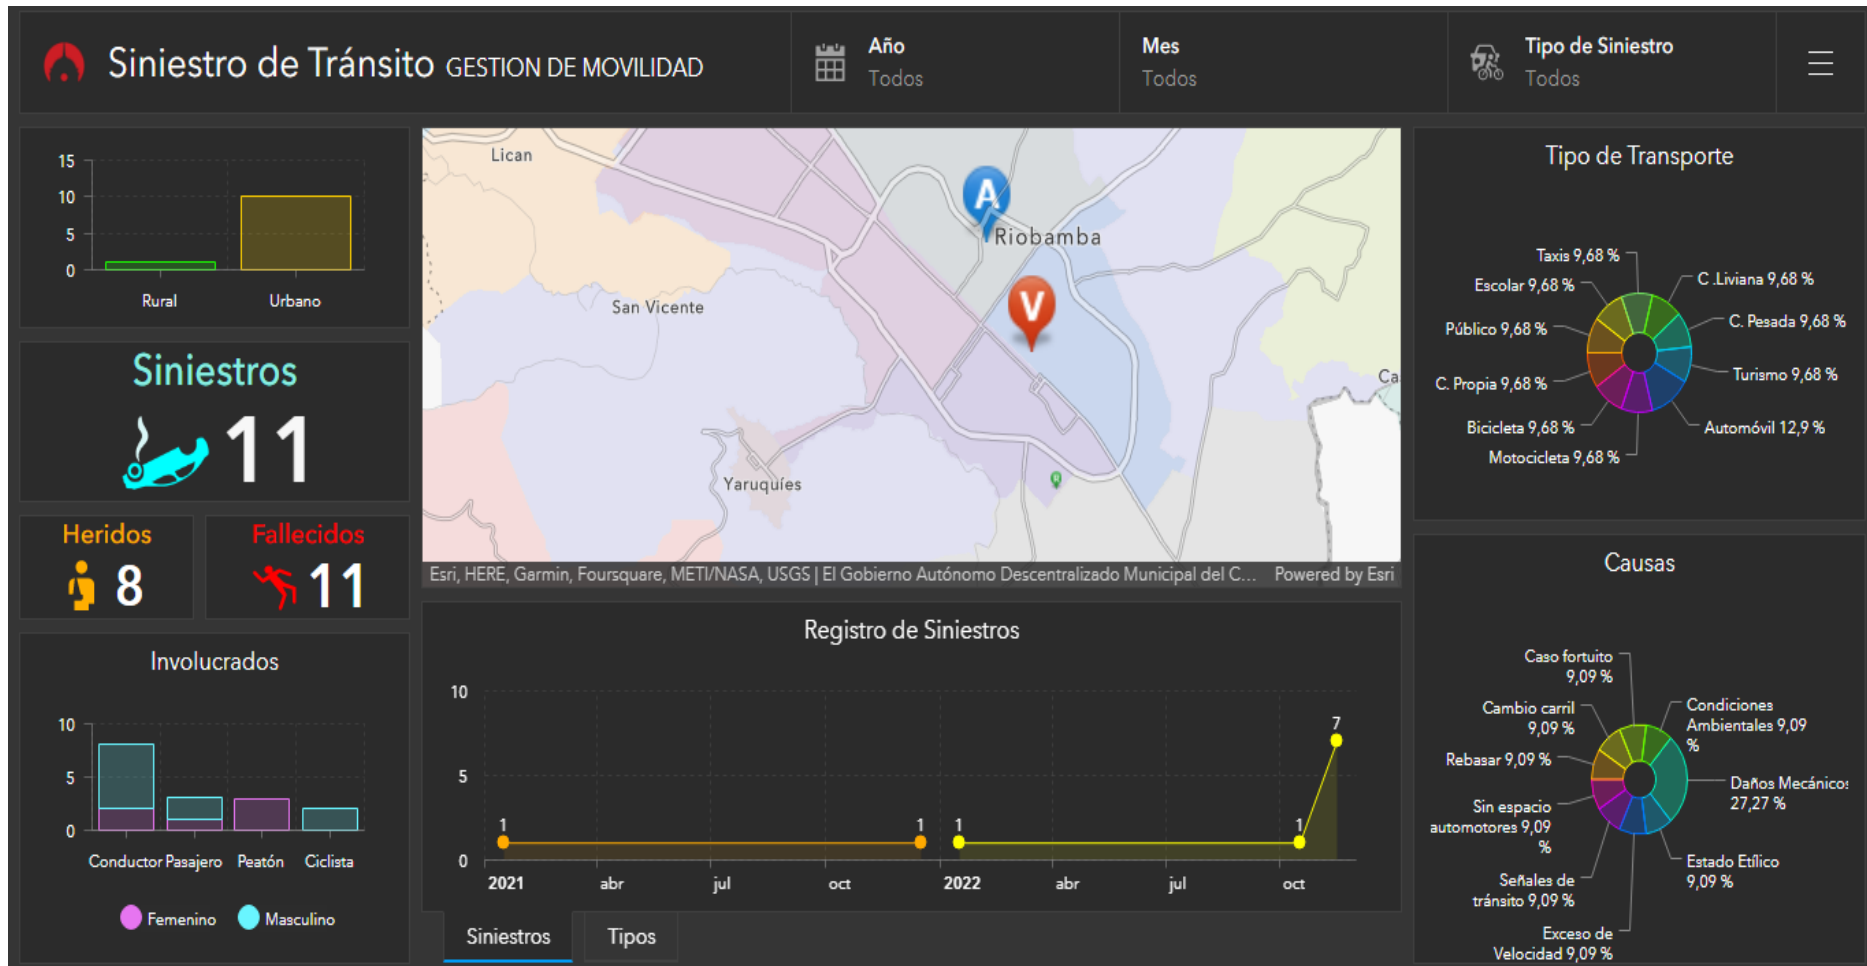 Siniestro de Tránsito GESTION DE MOVILIDAD
Año
Todos
Mes
Todos
Tipo de Siniestro
Todos
15
10
5
0
Rural
Urbano
Siniestros
11
Heridos
8
Fallecidos
11
Involucrados
10
5
0
Conductor
Pasajero
Peatón
Ciclista
Femenino
Masculino
Lican
A
Riobamba
San Vicente
V
Ca
Yaruquíes
R
Esri, HERE, Garmin, Foursquare, METI/NASA, USGS | El Gobierno Autónomo Descentralizado Municipal del C...
Powered by Esri
Registro de Siniestros
10
5
0
1
1
1
1
7
2021
abr
jul
oct
2022
abr
jul
oct
Siniestros
Tipos
Tipo de Transporte
Taxis 9,68 %
C .Liviana 9,68 %
Escolar 9,68 %
C. Pesada 9,68 %
Público 9,68 %
Turismo 9,68 %
C. Propia 9,68 %
Automóvil 12,9 %
Bicicleta 9,68 %
Motocicleta 9,68 %
Causas
Caso fortuito
9,09 %
Condiciones
Ambientales 9,09
%
Cambio carril
9,09 %
Rebasar 9,09 %
Daños Mecánicos
27,27 %
Sin espacio
automotores 9,09
%
Estado Etílico
9,09 %
Señales de
tránsito 9,09 %
Exceso de
Velocidad 9,09 %